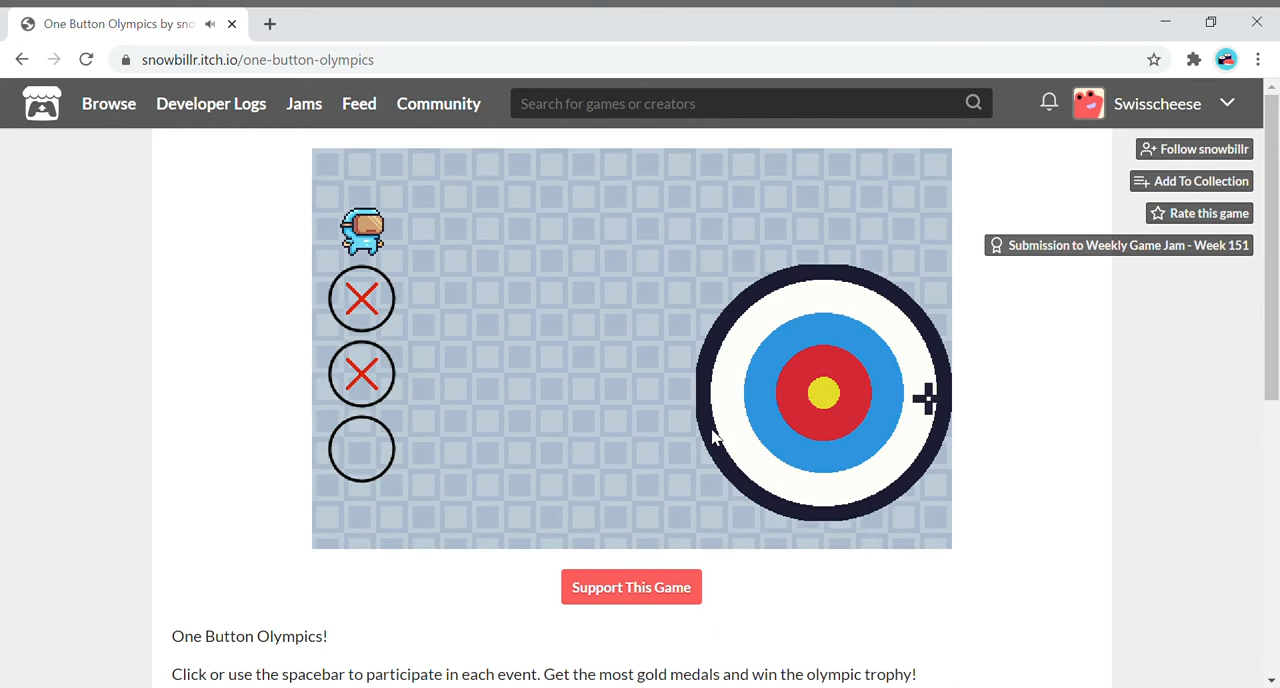 One Button Olympics by sno
snowbillr.itch.io/one-button-olympics
Browse Developer Logs Jams Feed Community Search for games or creators Swisscheese
Follow snowbillr
Add To Collection
Rate this game
Submission to Weekly Game Jam - Week 151
Support This Game
One Button Olympics!
Click or use the spacebar to participate in each event. Get the most gold medals and win the olympic trophy!